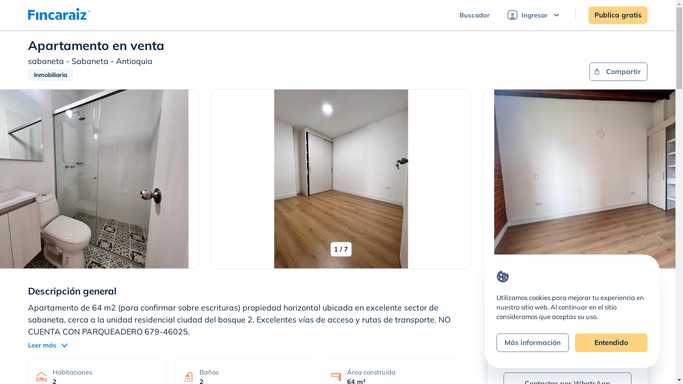 Fincaraiz
Buscador
Ingresar
Publica gratis
Apartamento en venta
sabaneta - Sabaneta - Antioquia
Inmobiliaria
Compartir
1 / 7
Descripción general
Apartamento de 64 m2 (para confirmar sobre escrituras) propiedad horizontal ubicada en excelente sector de
sabaneta, cerca a la unidad residencial ciudad del bosque 2. Excelentes vías de acceso y rutas de transporte. NO
CUENTA CON PARQUEADERO 679-46025.
Leer más
Habitaciones
2
Baños
2
Área construida
64 m²
Utilizamos cookies para mejorar tu experiencia en
nuestro sitio web. Al continuar en el sitio
consideramos que aceptas su uso.
Más información
Entendido
Contactar por WhatsApp